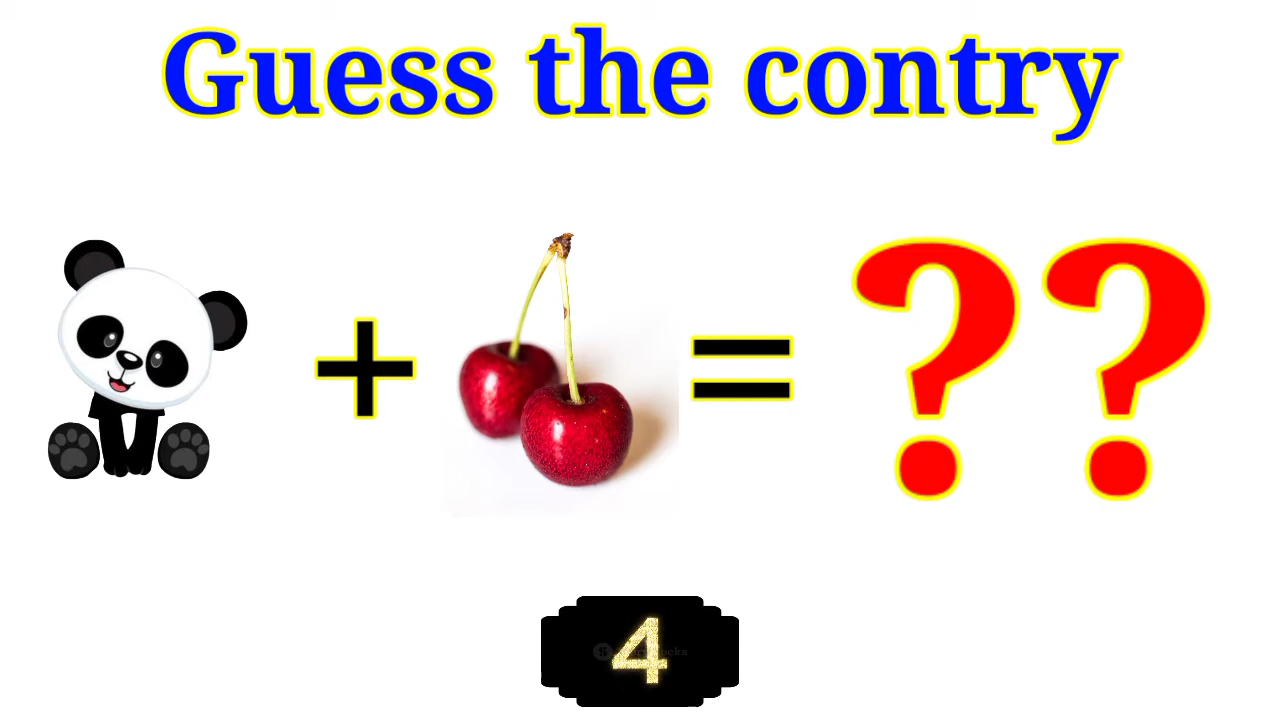 Guess the contry
+ = ??
4